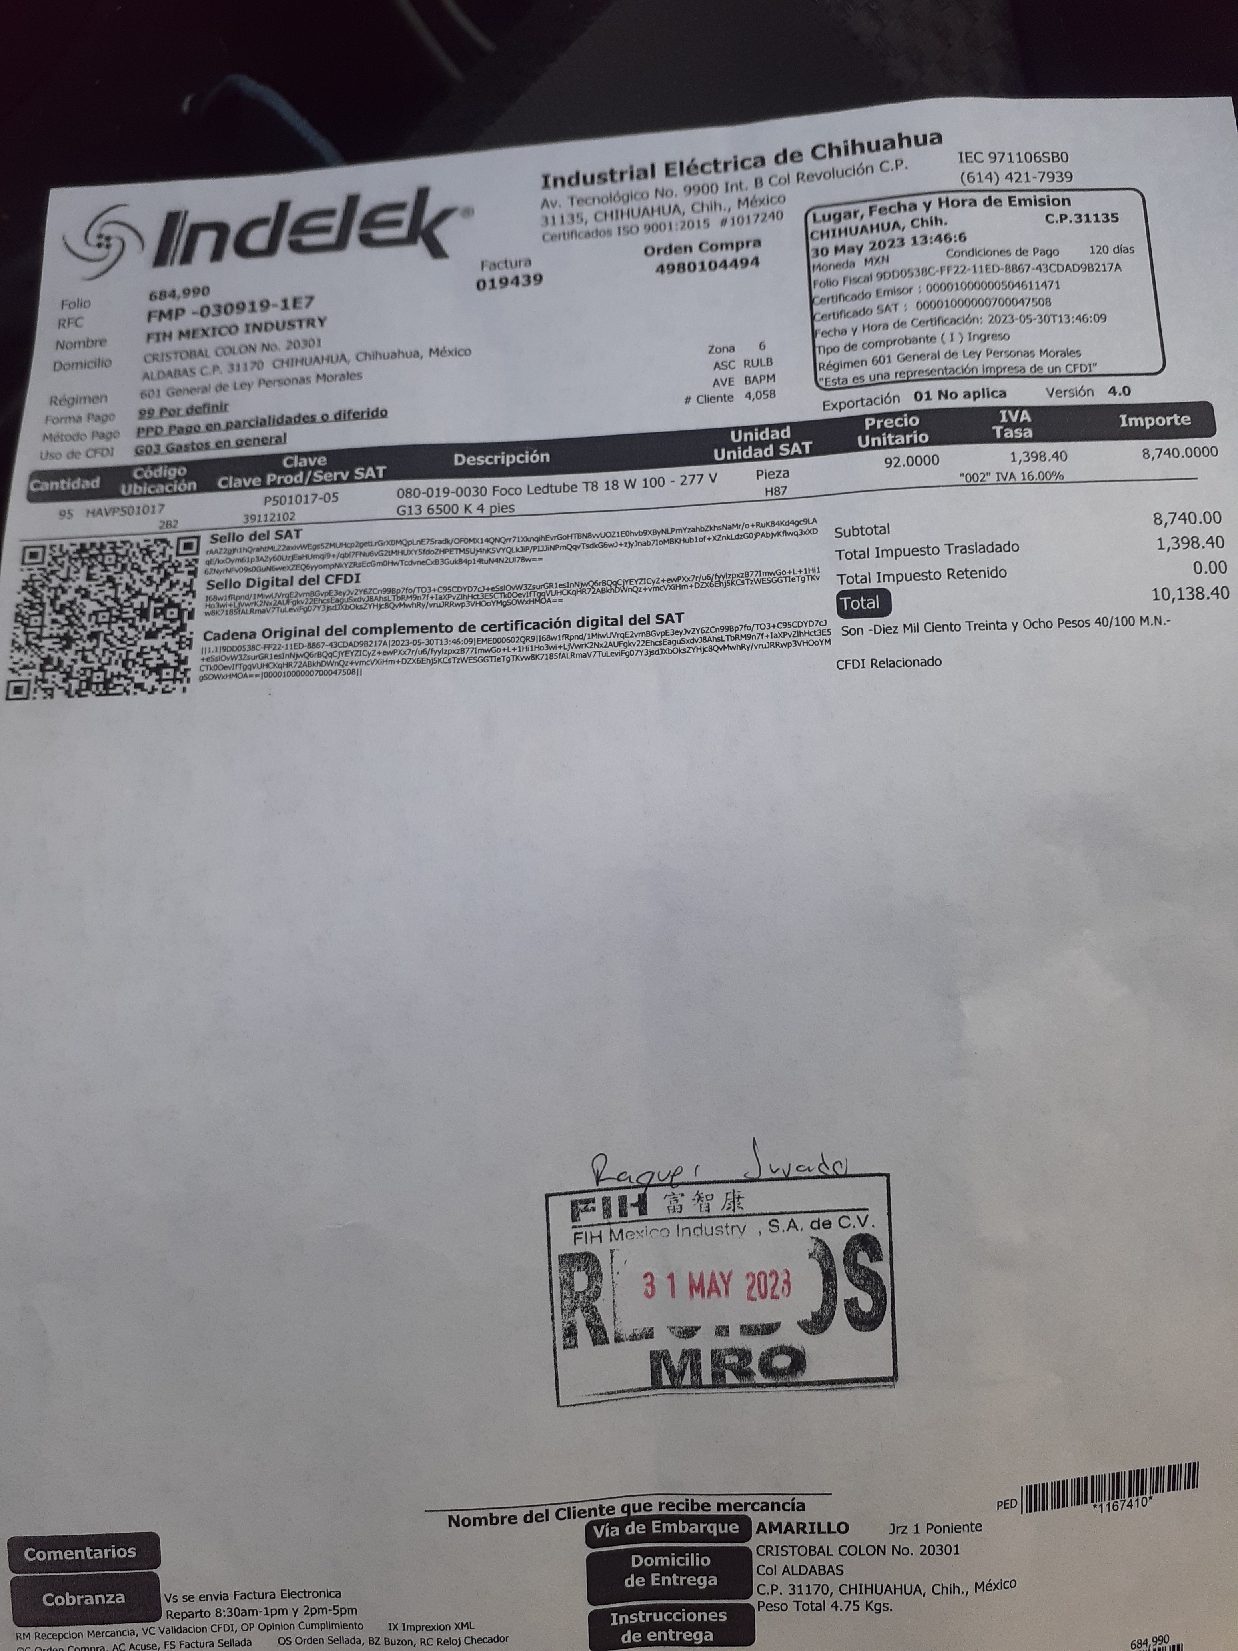 Indelek®
Industrial Eléctrica de Chihuahua
Av. Tecnológico No. 9900 Int. B Col Revolución C.P.
31135, CHIHUAHUA, Chih., México
Certificados ISO 9001:2015 #1017240
IEC 971106SB0
(614) 421-7939
Factura
019439
Orden Compra
4980104494
Lugar, Fecha y Hora de Emision
CHIHUAHUA, Chih. C.P.31135
30 May 2023 13:46:6
Moneda MXN Condiciones de Pago 120 días
Folio Fiscal 9DD0538C-FF22-11ED-8867-43CDAD9B217A
Certificado Emisor : 00001000000504611471
Certificado SAT : 00001000000700047508
Fecha y Hora de Certificación: 2023-05-30T13:46:09
Tipo de comprobante ( I ) Ingreso
Régimen 601 General de Ley Personas Morales
"Esta es una representación impresa de un CFDI"
Folio 684,990
RFC FMP -030919-1E7
Nombre FIH MEXICO INDUSTRY
Domicilio CRISTOBAL COLON No. 20301
ALDABAS C.P. 31170 CHIHUAHUA, Chihuahua, México
Régimen 601 General de Ley Personas Morales
Forma Pago 99 Por definir
Método Pago PPD Pago en parcialidades o diferido
Uso de CFDI G03 Gastos en general
Zona 6
ASC RULB
AVE BAPM
# Cliente 4,058
Exportación 01 No aplica Versión 4.0
Cantidad Código Ubicación Clave Clave Prod/Serv SAT Descripción Unidad Unidad SAT Precio Unitario IVA Tasa Importe
95 HAVPS01017 PS01017-05 080-019-0030 Foco Ledtube T8 18 W 100 - 277 V Pieza 92.0000 1,398.40 8,740.0000
282 39112102 G13 6500 K 4 pies H87 "002" IVA 16.00%
Sello del SAT
Sello Digital del CFDI
Cadena Original del complemento de certificación digital del SAT
Subtotal 8,740.00
Total Impuesto Trasladado 1,398.40
Total Impuesto Retenido 0.00
Total 10,138.40
Son -Diez Mil Ciento Treinta y Ocho Pesos 40/100 M.N.-
CFDI Relacionado
Raquel Jurado
FIH 富智康
FIH Mexico Industry , S.A. de C.V.
31 MAY 2023
MRO
Nombre del Cliente que recibe mercancía
PED *1167410*
Vía de Embarque AMARILLO Jrz 1 Poniente
Domicilio de Entrega CRISTOBAL COLON No. 20301
Col ALDABAS
C.P. 31170, CHIHUAHUA, Chih., México
Peso Total 4.75 Kgs.
Instrucciones de entrega
Comentarios
Cobranza Vs se envia Factura Electronica
Reparto 8:30am-1pm y 2pm-5pm
RM Recepcion Mercancia, VC Validacion CFDI, OP Opinion Cumplimiento IX Imprexion XML
Orden Compra, AC Acuse, FS Factura Sellada OS Orden Sellada, BZ Buzon, RC Reloj Checador
684,990